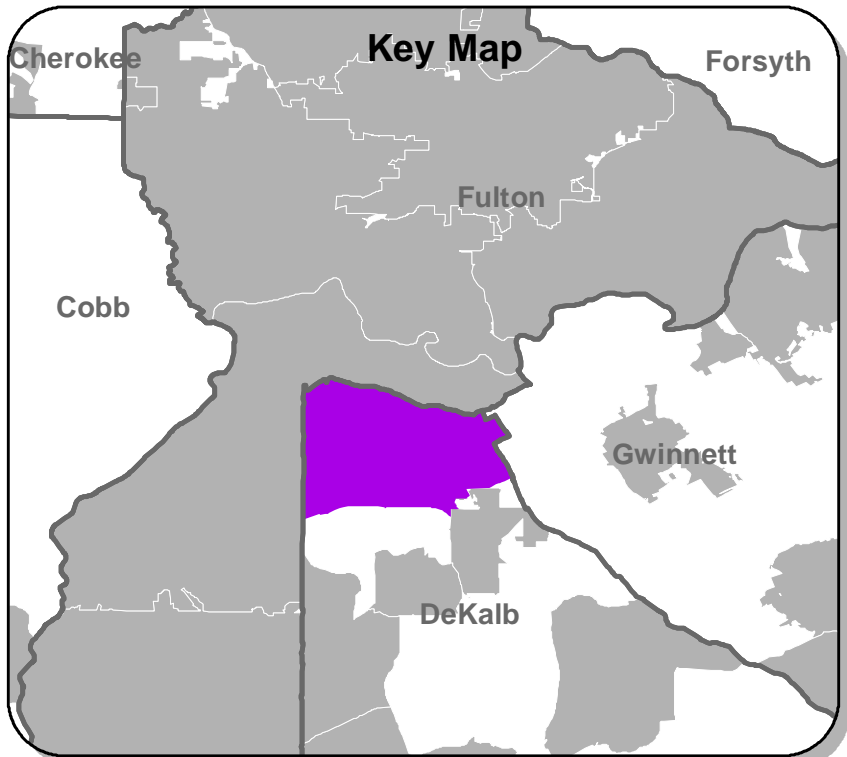 Key Map
Cherokee
Forsyth
Fulton
Cobb
Gwinnett
DeKalb